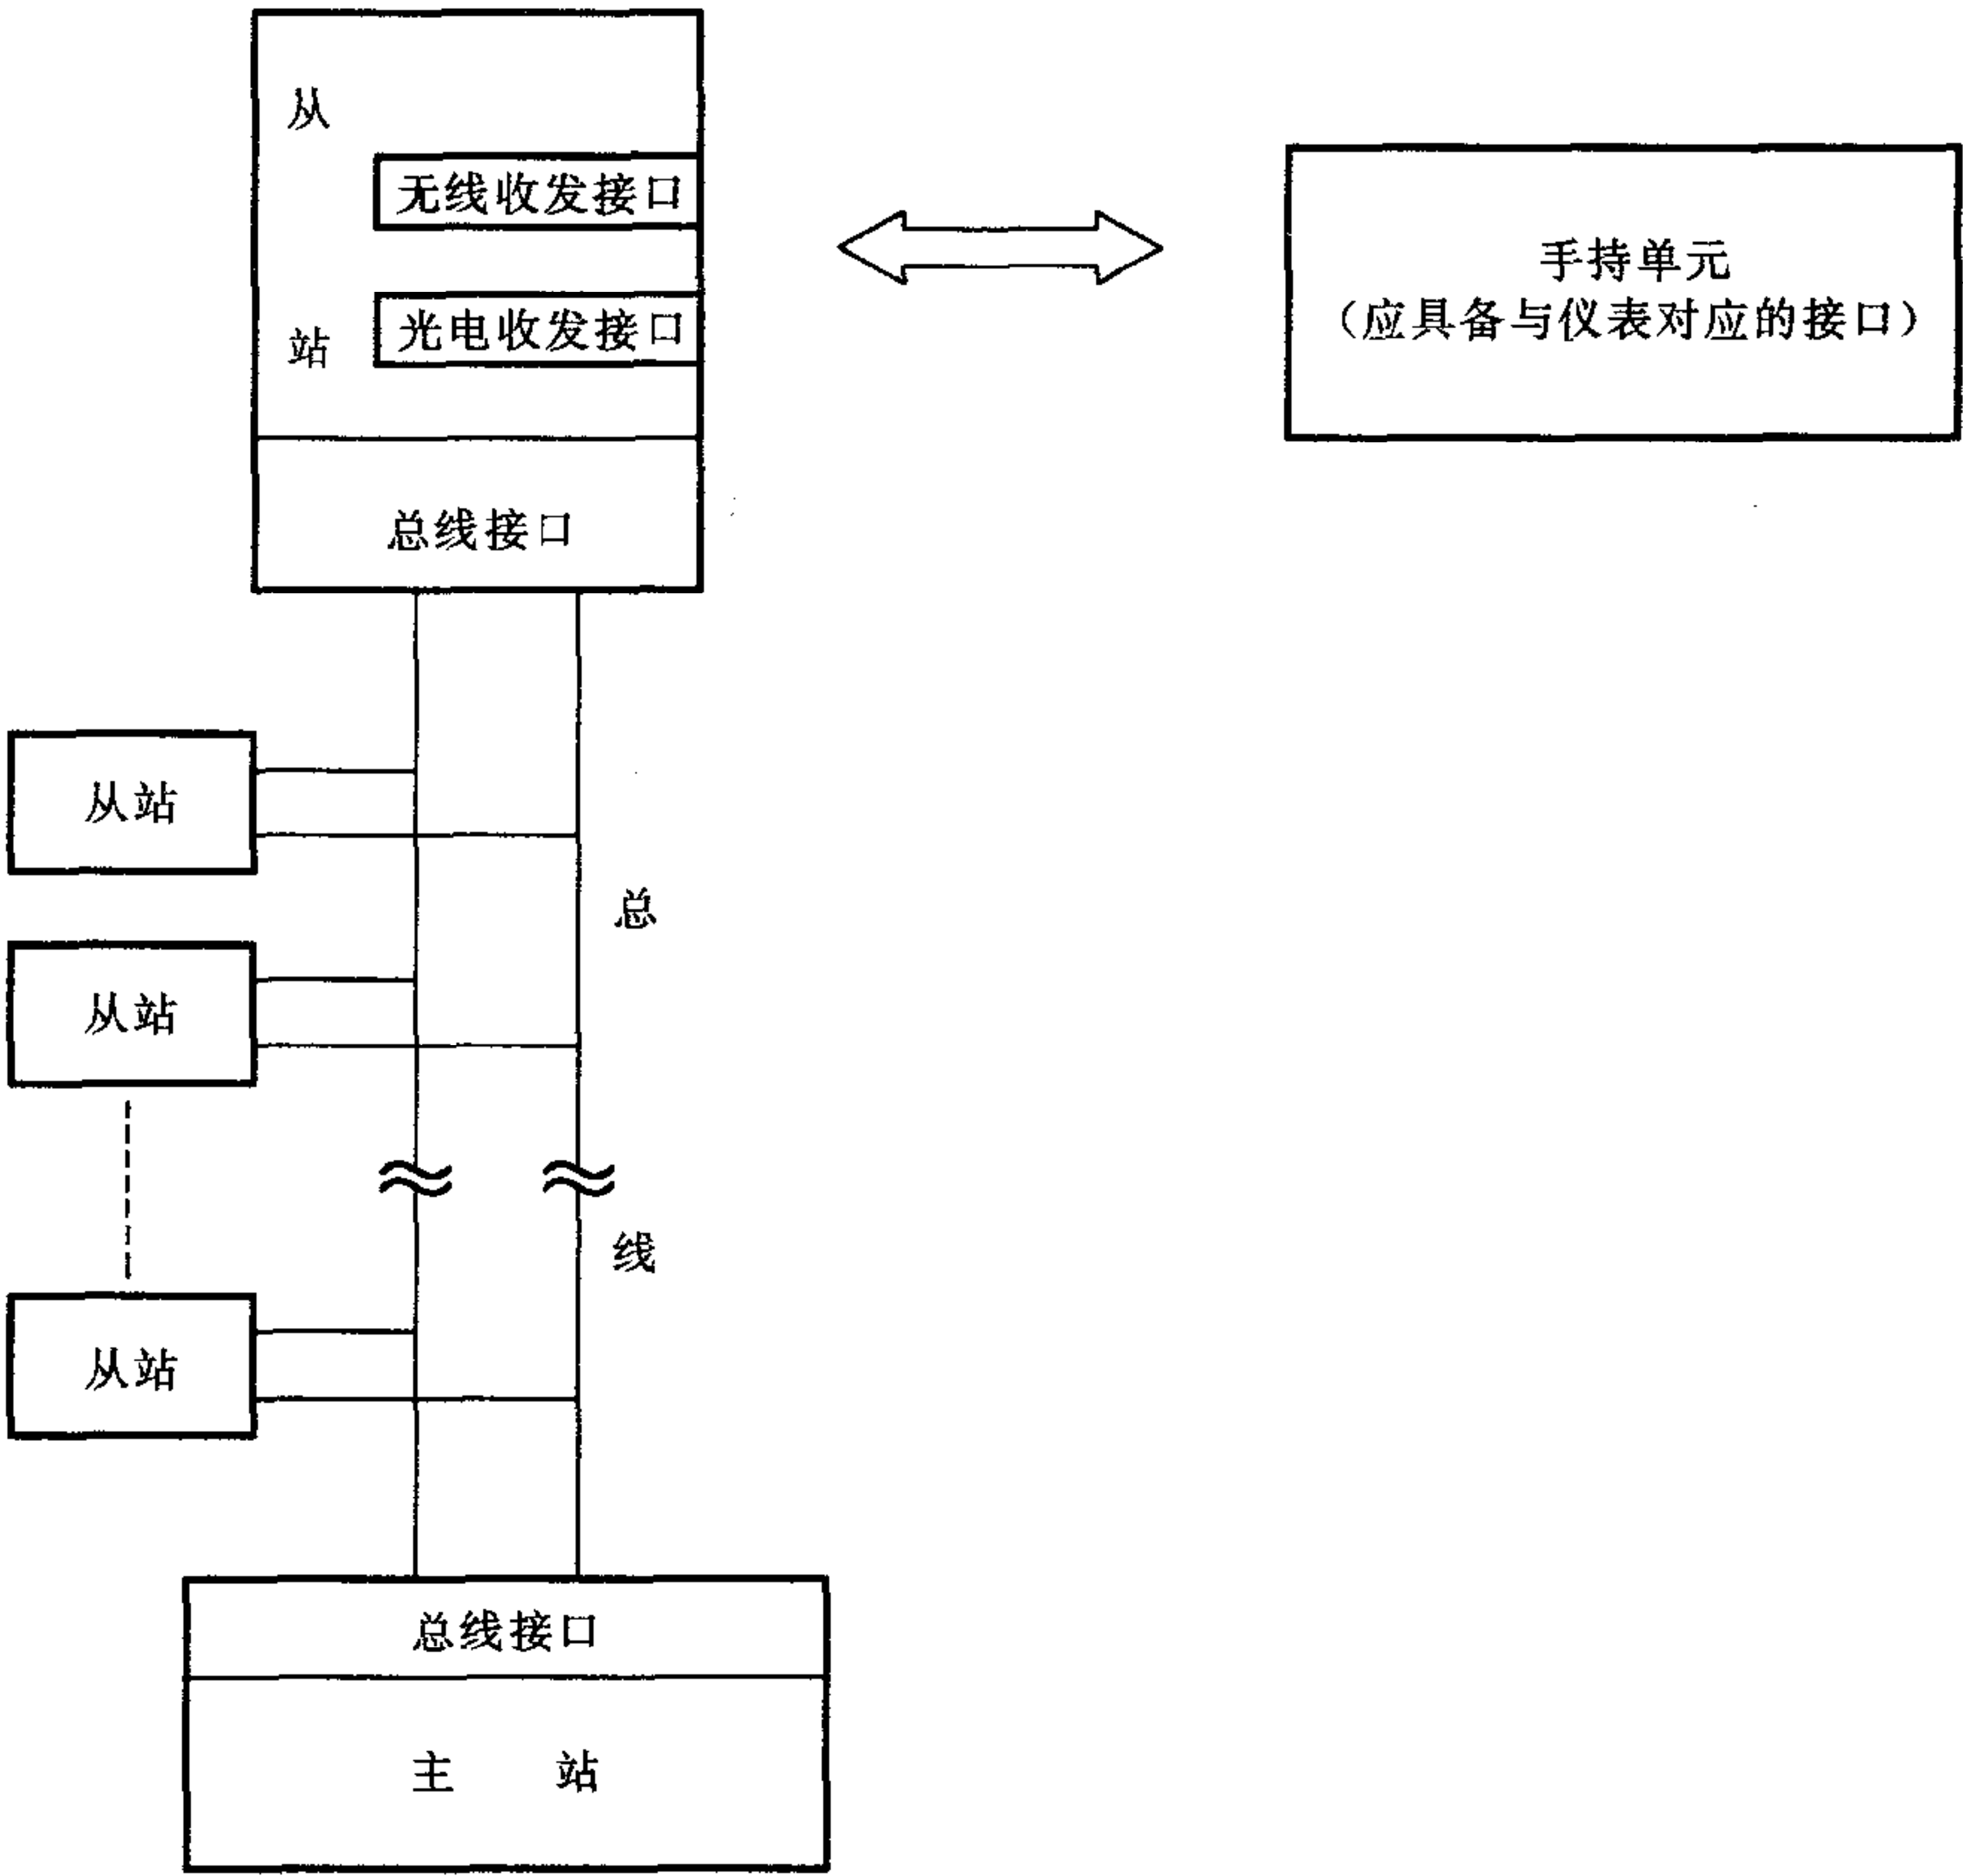 从
无线收发接口
站
光电收发接口
总线接口
手持单元
（应具备与仪表对应的接口）
从站
总
从站
线
从站
总线接口
主 站